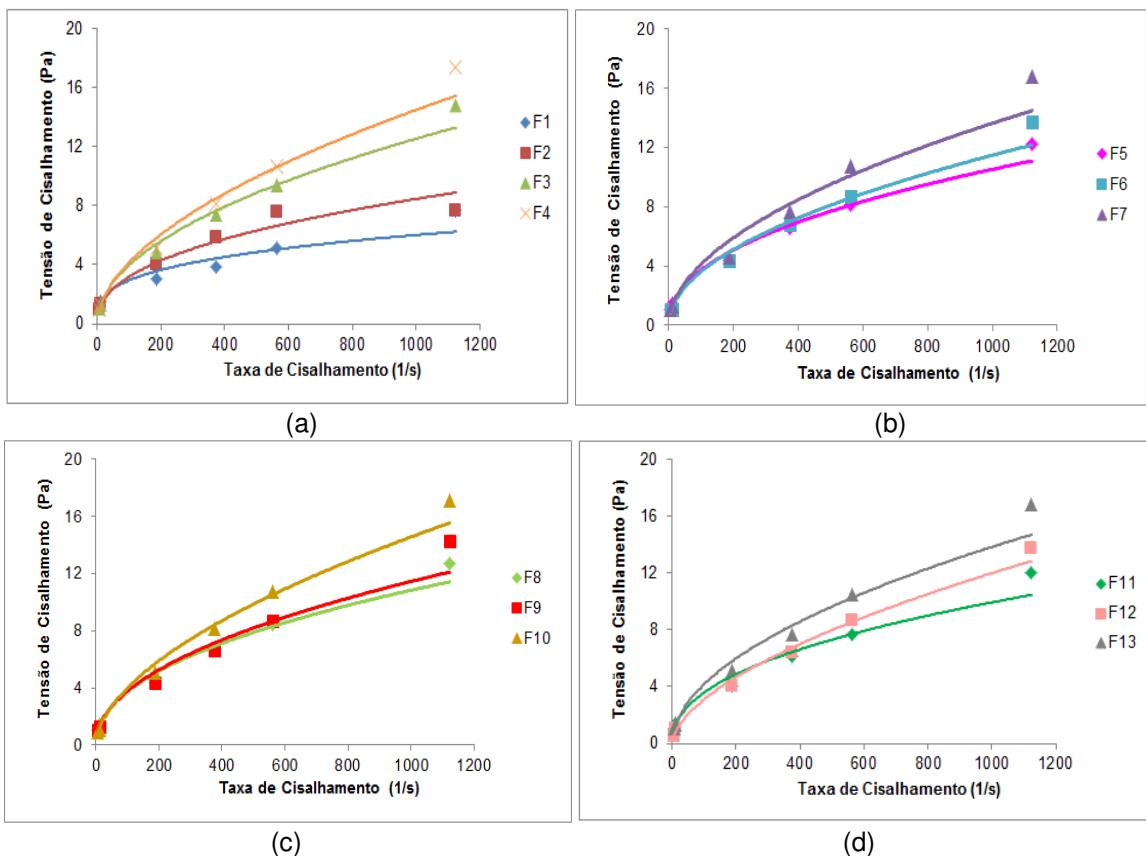 Tensão de Cisalhamento (Pa)
20
16
12
8
4
0
0 200 400 600 800 1000 1200
Taxa de Cisalhamento (1/s)
F1
F2
F3
F4
(a)
Tensão de Cisalhamento (Pa)
20
16
12
8
4
0
0 200 400 600 800 1000 1200
Taxa de Cisalhamento (1/s)
F5
F6
F7
(b)
Tensão de Cisalhamento (Pa)
20
16
12
8
4
0
0 200 400 600 800 1000 1200
Taxa de Cisalhamento (1/s)
F8
F9
F10
(c)
Tensão de Cisalhamento (Pa)
20
16
12
8
4
0
0 200 400 600 800 1000 1200
Taxa de Cisalhamento (1/s)
F11
F12
F13
(d)